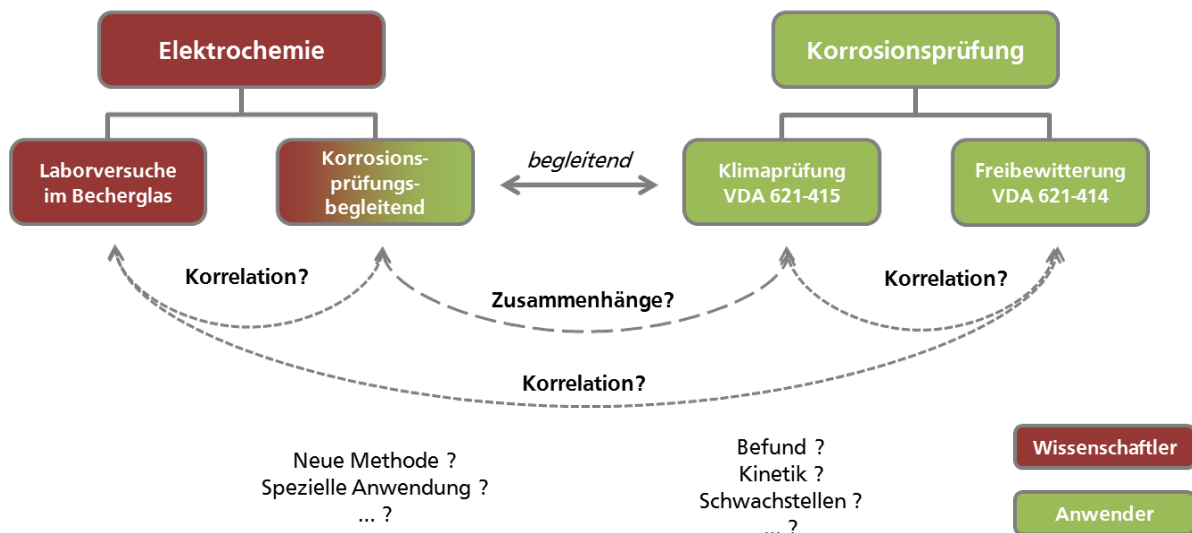 Elektrochemie
Korrosionsprüfung
Laborversuche
im Becherglas
Korrosions-
prüfungs-
begleitend
begleitend
Klimaprüfung
VDA 621-415
Freibewitterung
VDA 621-414
Korrelation?
Zusammenhänge?
Korrelation?
Korrelation?
Neue Methode ?
Spezielle Anwendung ?
... ?
Befund ?
Kinetik ?
Schwachstellen ?
... ?
Wissenschaftler
Anwender